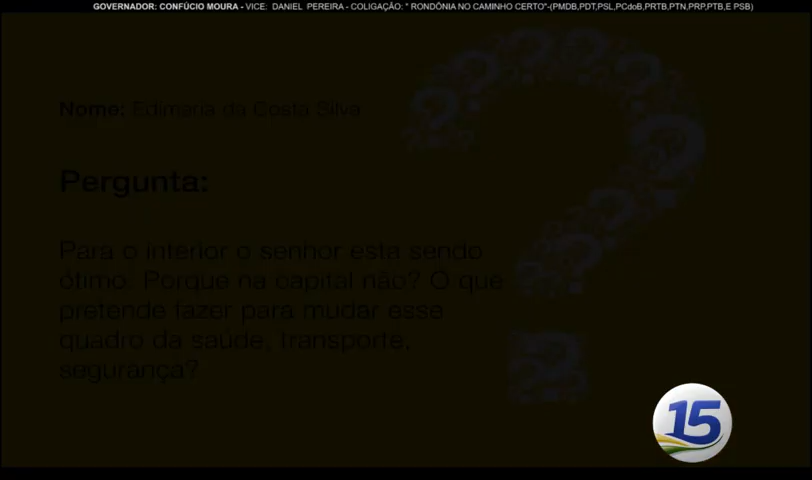 GOVERNADOR: CONFÚCIO MOURA - VICE: DANIEL PEREIRA - COLIGAÇÃO: " RONDÔNIA NO CAMINHO CERTO"-(PMDB,PDT,PSL,PCdoB,PRTB,PTN,PRP,PTB,E PSB)
Nome: Edimaria da Costa Silva
Pergunta:
Para o interior o senhor esta sendo
ótimo. Porque na capital não? O que
pretende fazer para mudar esse
quadro da saúde, transporte,
segurança?
15